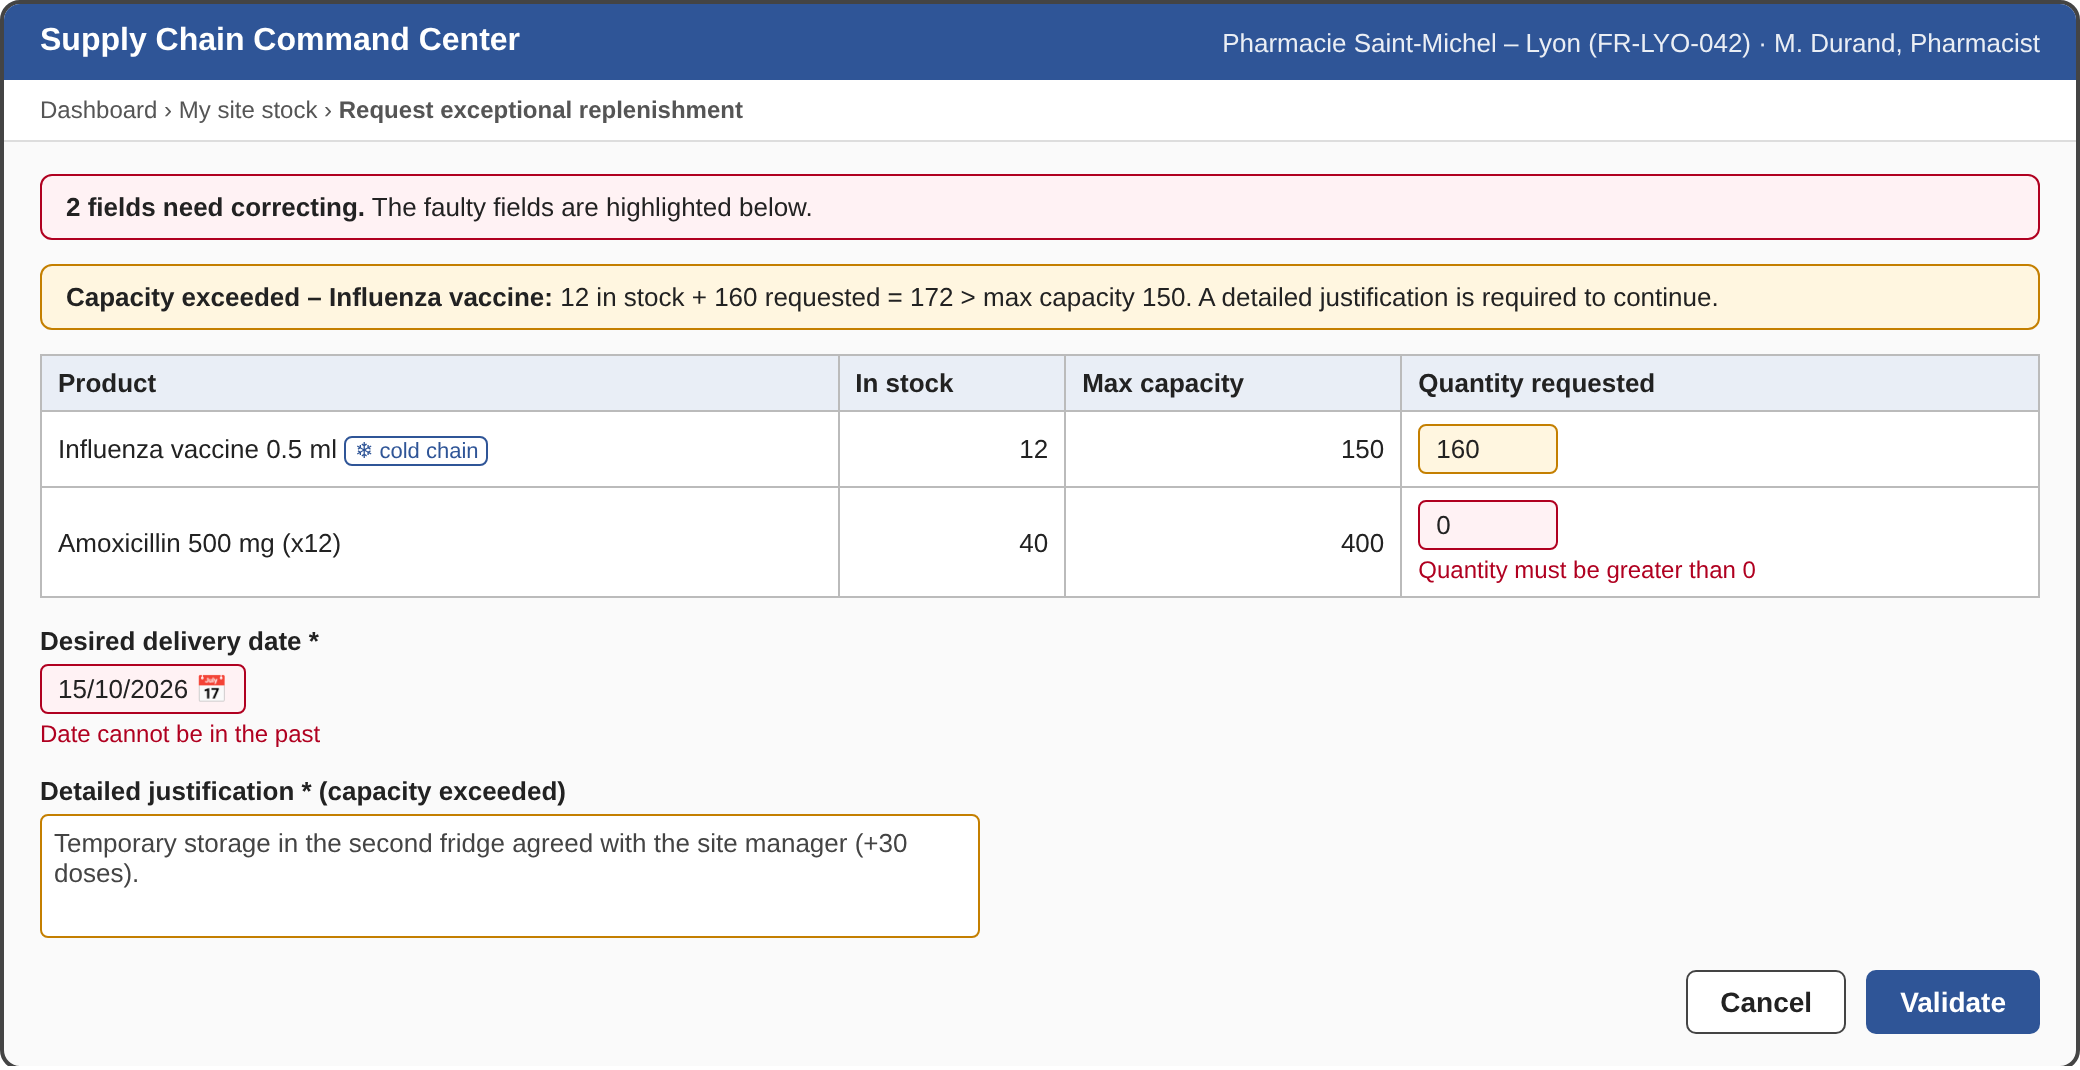 Supply Chain Command Center
Pharmacie Saint-Michel – Lyon (FR-LYO-042) · M. Durand, Pharmacist
Dashboard › My site stock › Request exceptional replenishment
2 fields need correcting. The faulty fields are highlighted below.
Capacity exceeded – Influenza vaccine: 12 in stock + 160 requested = 172 > max capacity 150. A detailed justification is required to continue.
Product In stock Max capacity Quantity requested
Influenza vaccine 0.5 ml ❄ cold chain 12 150 160
Amoxicillin 500 mg (x12) 40 400 0
Quantity must be greater than 0
Desired delivery date *
15/10/2026 📅
Date cannot be in the past
Detailed justification * (capacity exceeded)
Temporary storage in the second fridge agreed with the site manager (+30
doses).
Cancel Validate